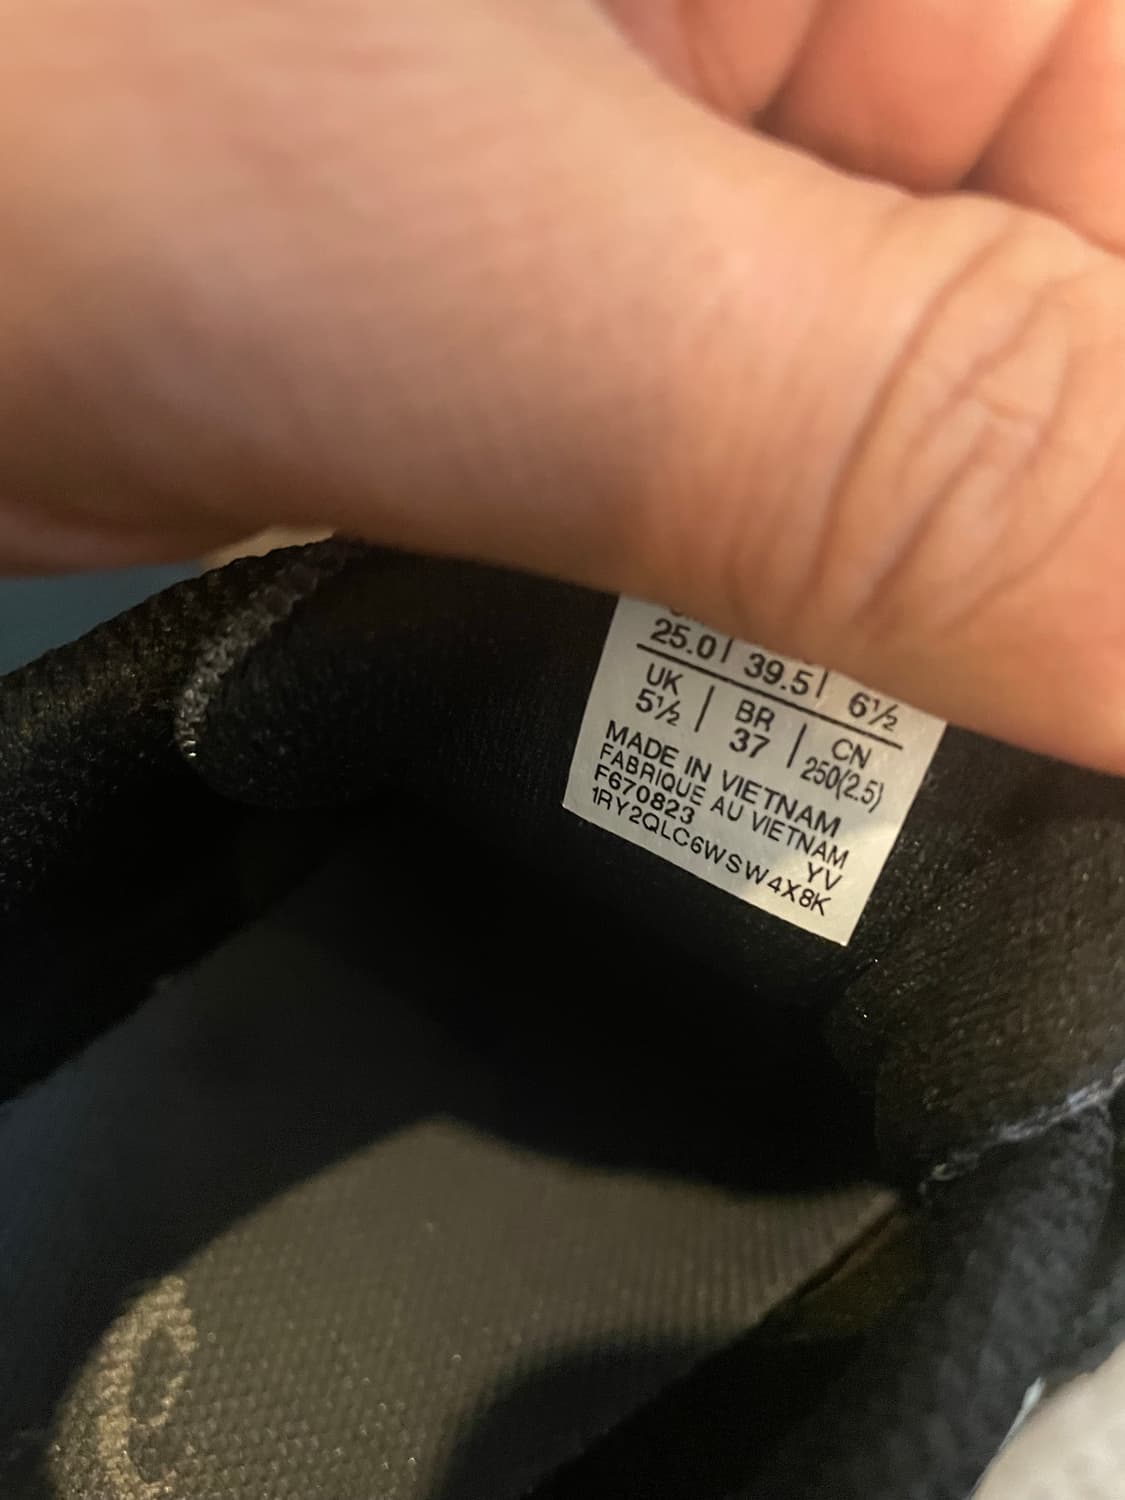 25.0 | 39.5 | 6½
UK | BR | CN
5½ | 37 | 250(2.5)
MADE IN VIETNAM
FABRIQUE AU VIETNAM
F670823 YV
1RY2QLC6WSW4X8K